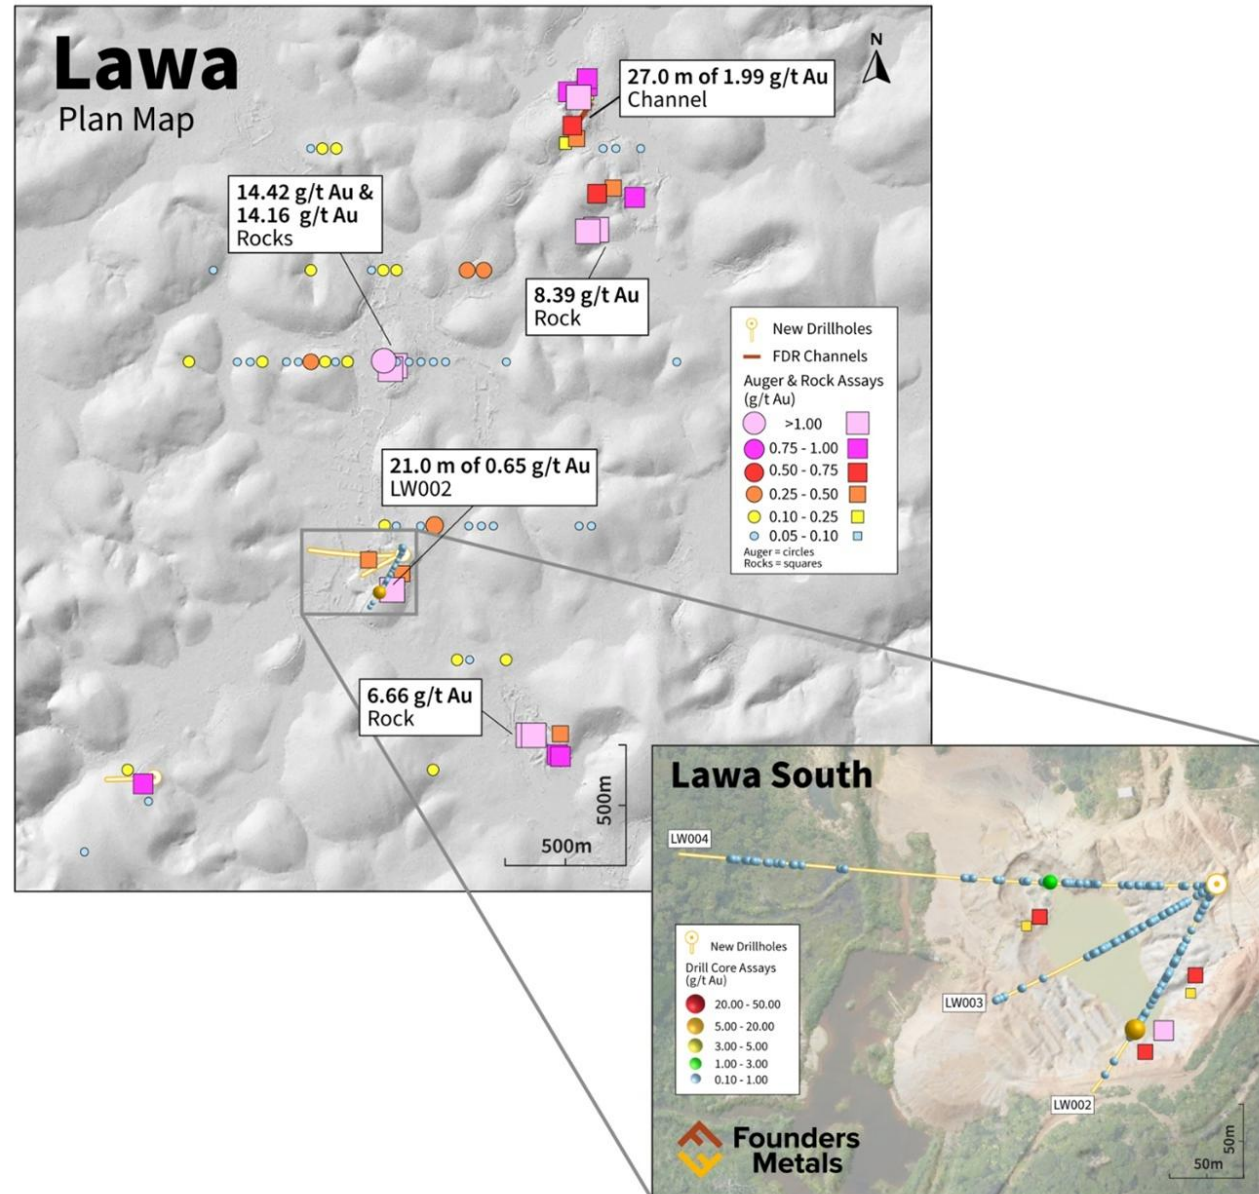 Lawa
Plan Map
N
27.0 m of 1.99 g/t Au
Channel
14.42 g/t Au &
14.16 g/t Au
Rocks
8.39 g/t Au
Rock
New Drillholes
FDR Channels
Auger & Rock Assays
(g/t Au)
>1.00
0.75 - 1.00
0.50 - 0.75
0.25 - 0.50
0.10 - 0.25
0.05 - 0.10
Auger = circles
Rocks = squares
21.0 m of 0.65 g/t Au
LW002
6.66 g/t Au
Rock
500m
500m
Lawa South
LW004
LW003
LW002
New Drillholes
Drill Core Assays
(g/t Au)
20.00 - 50.00
5.00 - 20.00
3.00 - 5.00
1.00 - 3.00
0.10 - 1.00
Founders
Metals
50m
50m